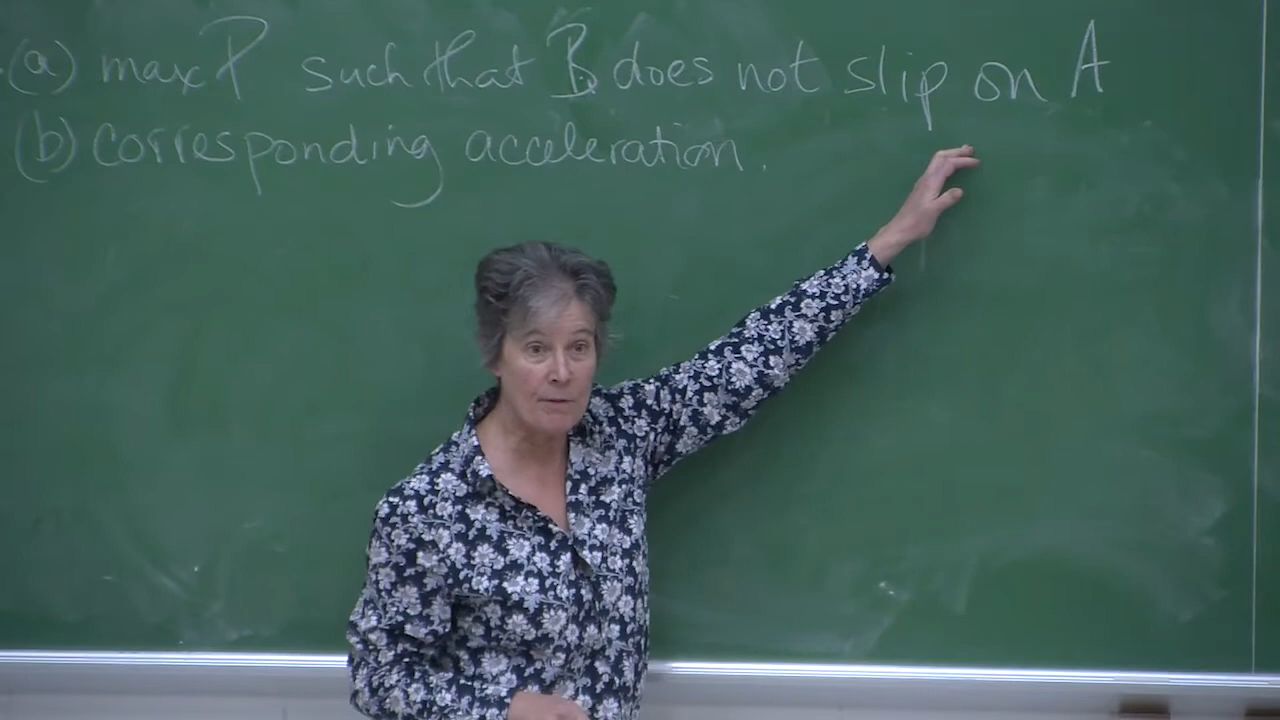 (a) max P such that B does not slip on A
(b) corresponding acceleration.